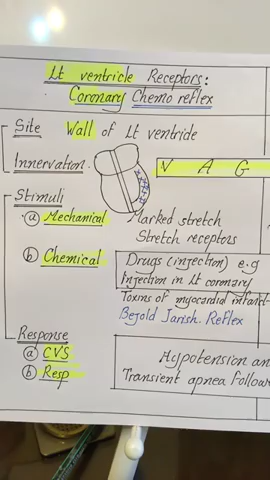 Lt ventricle Receptors:
Coronary Chemo reflex
Site Wall of Lt ventride
Innervation. V A G
Stimuli
a Mechanical Marked stretch
Stretch receptors
b Chemical Drugs (injection) e.g
Injection in Lt coronary
Toxins of myocardial infarct
Bejold Jarish. Reflex
Response
a CVS Hypotension an
b Resp Transient apnea follow